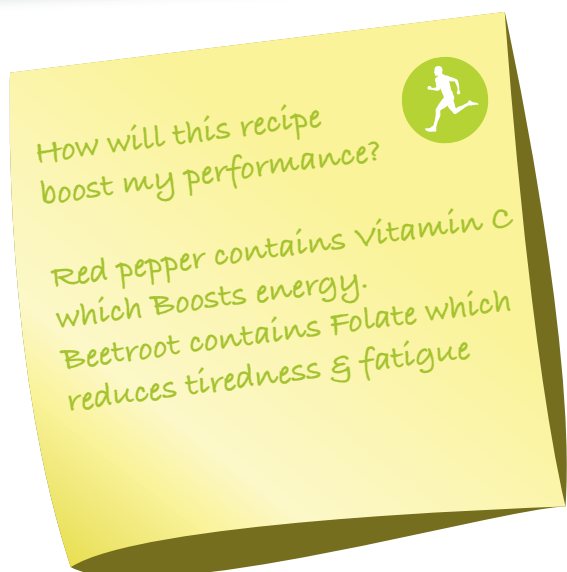 How will this recipe
boost my performance?
Red pepper contains Vitamin C
which Boosts energy.
Beetroot contains Folate which
reduces tiredness & fatigue